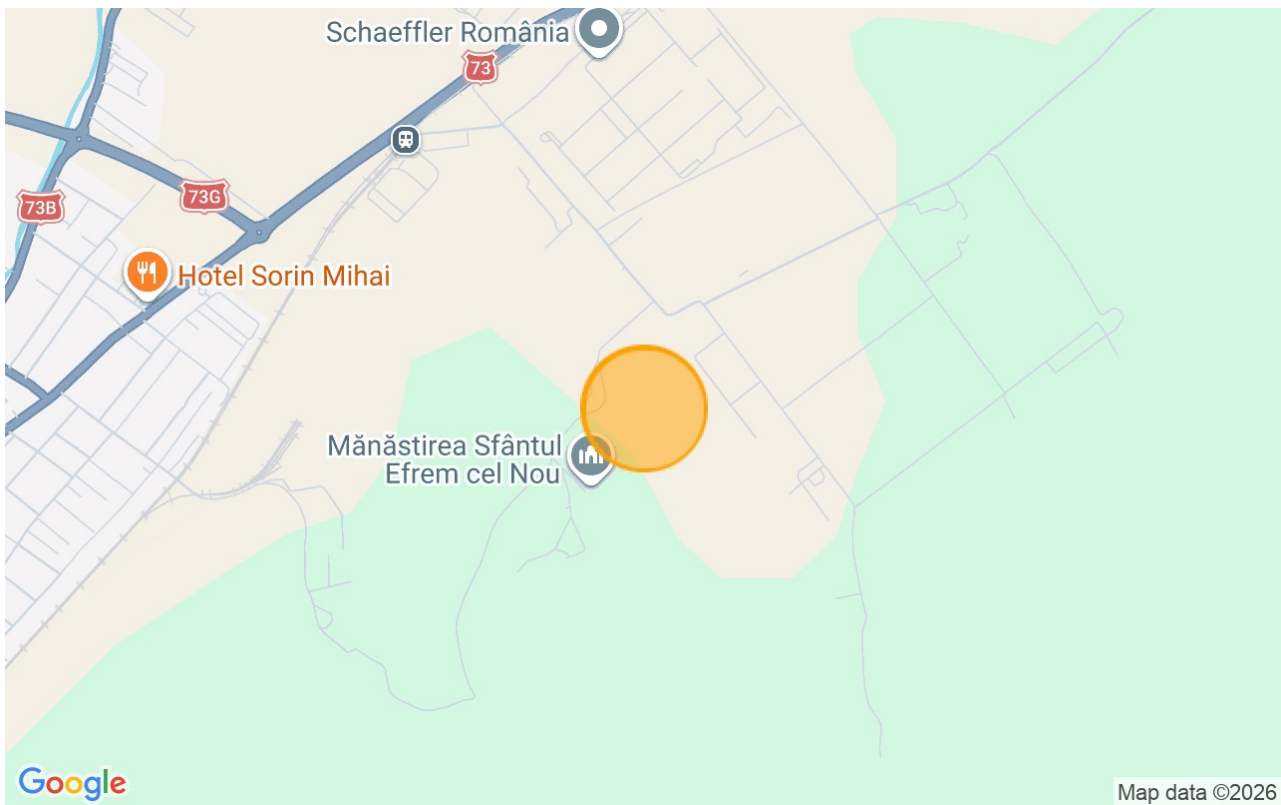 Schaeffler România
73
73G
73B
Hotel Sorin Mihai
Mănăstirea Sfântul
Efrem cel Nou
Google
Map data ©2026